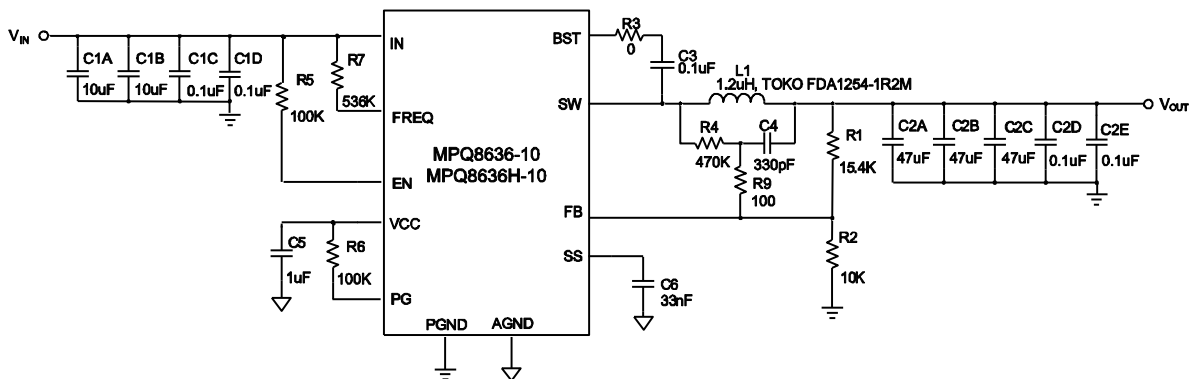 VIN
C1A
10uF
C1B
10uF
C1C
0.1uF
C1D
0.1uF
R5
100K
R7
536K
IN
FREQ
EN
VCC
PG
PGND
AGND
BST
SW
FB
SS
MPQ8636-10
MPQ8636H-10
C5
1uF
R6
100K
R3
0
C3
0.1uF
L1
1.2uH, TOKO FDA1254-1R2M
R4
470K
C4
330pF
R9
100
R1
15.4K
R2
10K
C6
33nF
C2A
47uF
C2B
47uF
C2C
47uF
C2D
0.1uF
C2E
0.1uF
VOUT